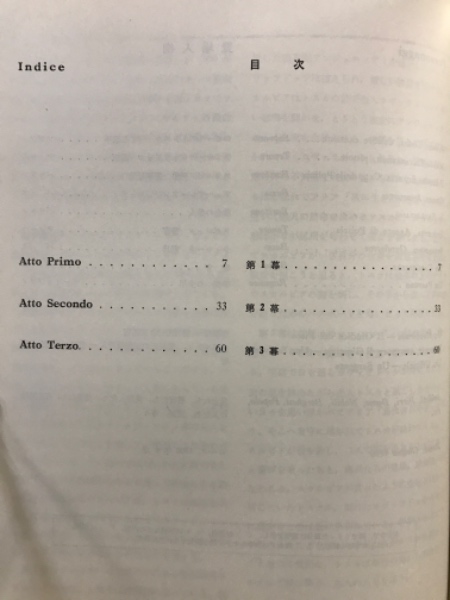 Indice 目 次
Atto Primo . . . . . . . . . . . . 7 第1幕 . . . . . . . . . . . . . . . . 7
Atto Secondo . . . . . . . . . . . 33 第2幕 . . . . . . . . . . . . . . . . 33
Atto Terzo. . . . . . . . . . . . . 60 第3幕 . . . . . . . . . . . . . . . . 60